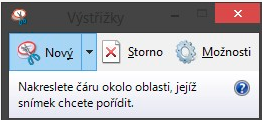 Výstřižky
Nový Storno Možnosti
Nakreslete čáru okolo oblasti, jejíž
snímek chcete pořídit.